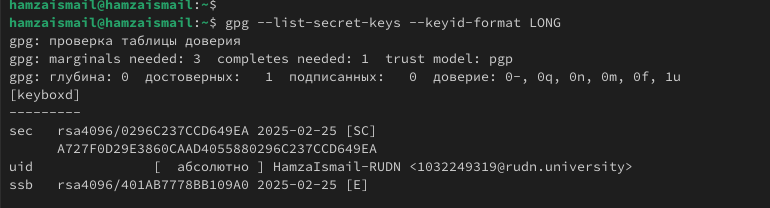 hamzaismail@hamzaismail:~$
hamzaismail@hamzaismail:~$ gpg --list-secret-keys --keyid-format LONG
gpg: проверка таблицы доверия
gpg: marginals needed: 3  completes needed: 1  trust model: pgp
gpg: глубина: 0  достоверных:   1  подписанных:   0  доверие: 0-, 0q, 0n, 0m, 0f, 1u
[keyboxd]
---------
sec   rsa4096/0296C237CCD649EA 2025-02-25 [SC]
      A727F0D29E3860CAAD4055880296C237CCD649EA
uid               [  абсолютно ] HamzaIsmail-RUDN <1032249319@rudn.university>
ssb   rsa4096/401AB7778BB109A0 2025-02-25 [E]